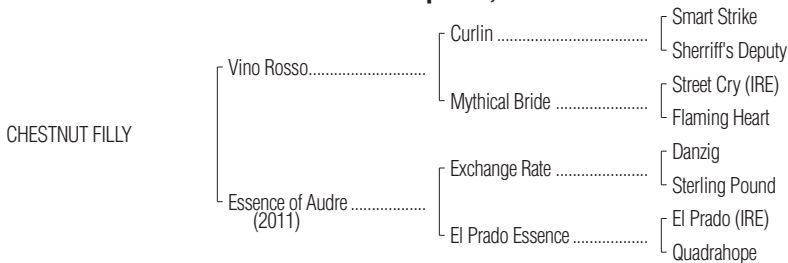 Smart Strike
Curlin ....................................
Sherriff's Deputy
Vino Rosso...........................
Street Cry (IRE)
Mythical Bride ......................
Flaming Heart
CHESTNUT FILLY
Danzig
Exchange Rate ......................
Sterling Pound
Essence of Audre .................
(2011)
El Prado (IRE)
El Prado Essence ..................
Quadrahope